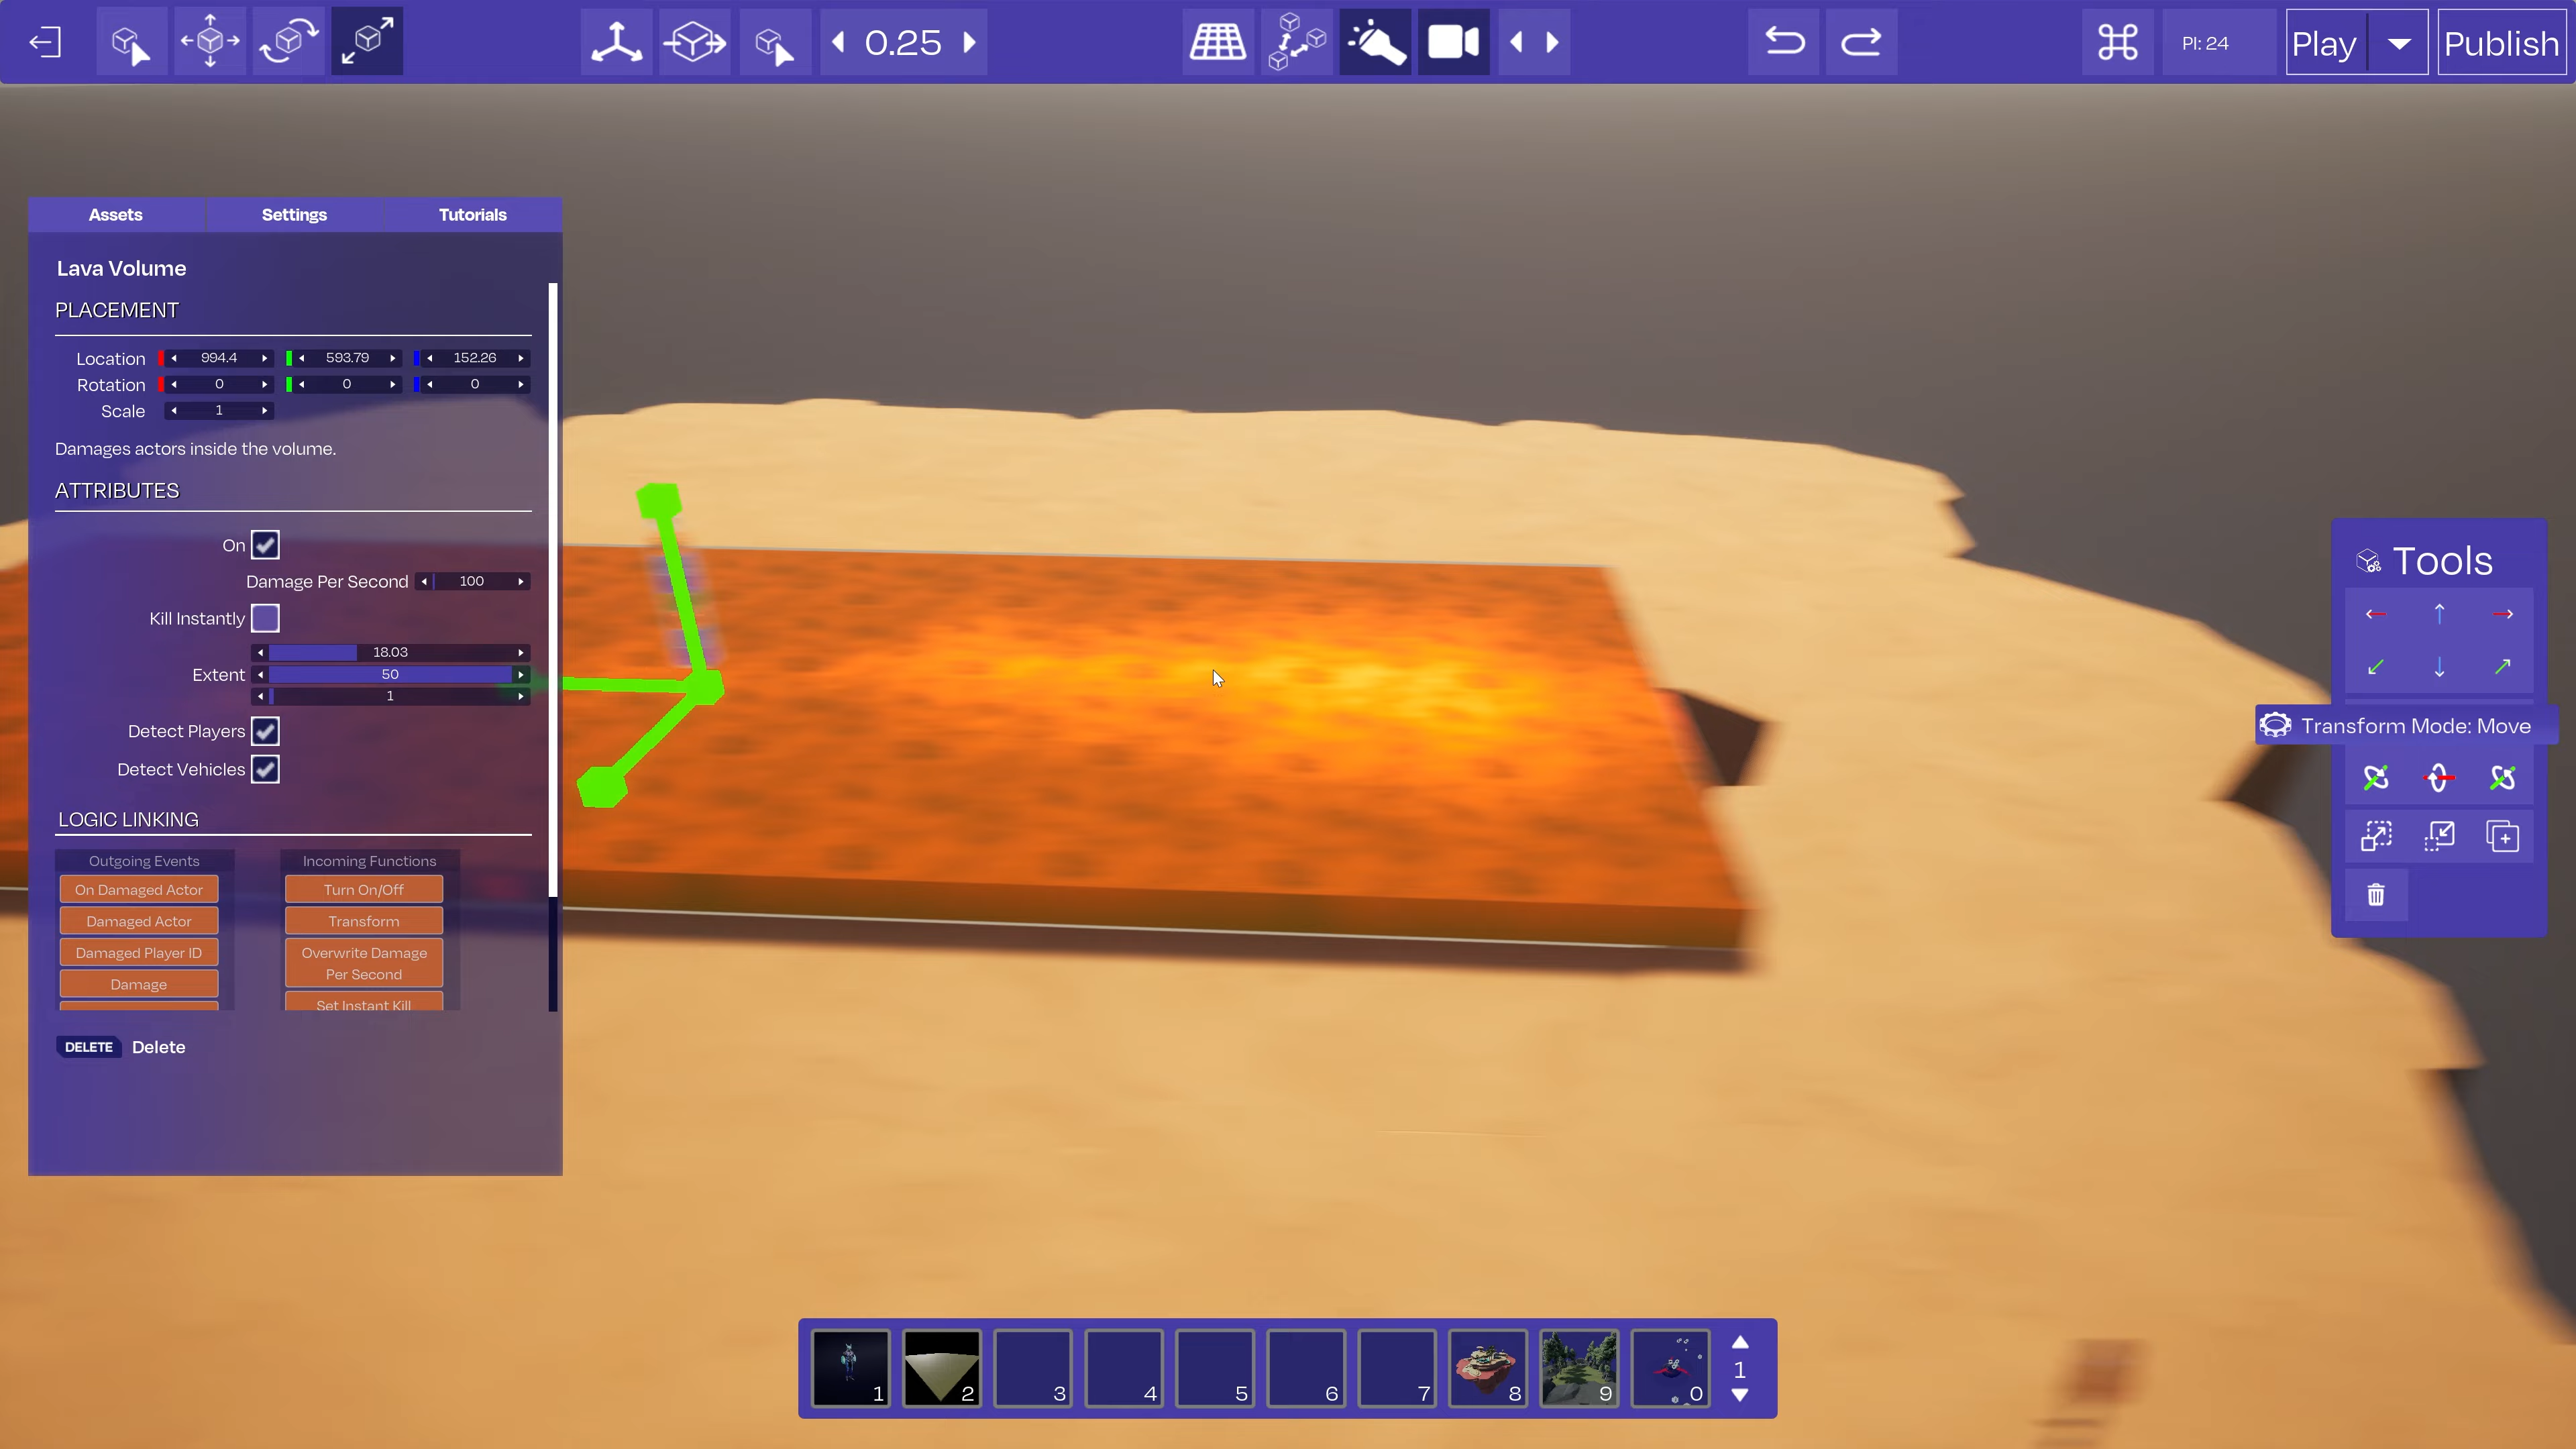 0.25
PI: 24
Play
Publish
Assets
Settings
Tutorials
Lava Volume
PLACEMENT
Location 994.4 593.79 152.26
Rotation 0 0 0
Scale 1
Damages actors inside the volume.
ATTRIBUTES
On
Damage Per Second 100
Kill Instantly
18.03
Extent 50
1
Detect Players
Detect Vehicles
LOGIC LINKING
Outgoing Events
On Damaged Actor
Damaged Actor
Damaged Player ID
Damage
Incoming Functions
Turn On/Off
Transform
Overwrite Damage
Per Second
Set Instant Kill
DELETE Delete
Tools
Transform Mode: Move
1 2 3 4 5 6 7 8 9 0
1